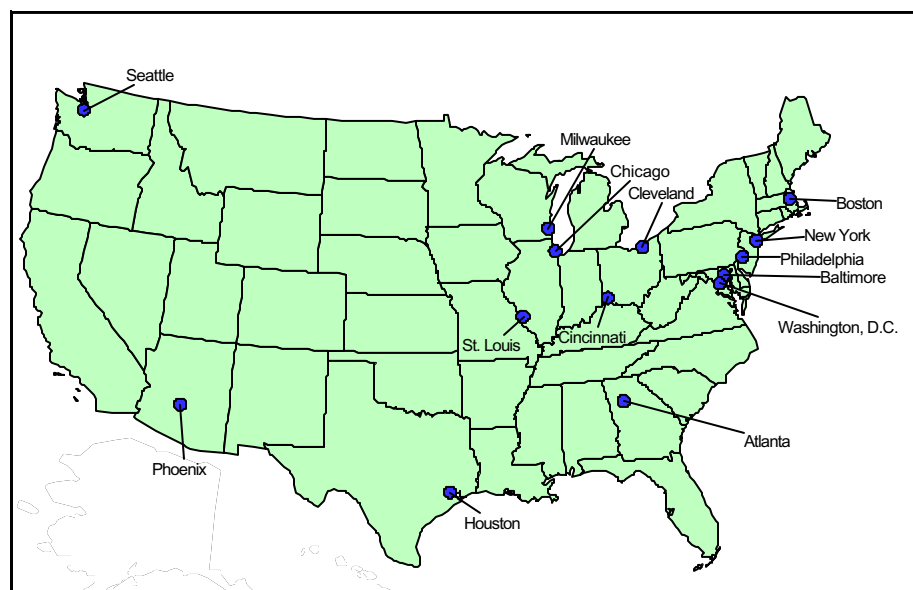 Seattle
Milwaukee
Chicago
Cleveland
Boston
New York
Philadelphia
Baltimore
Washington, D.C.
St. Louis
Cincinnati
Atlanta
Phoenix
Houston